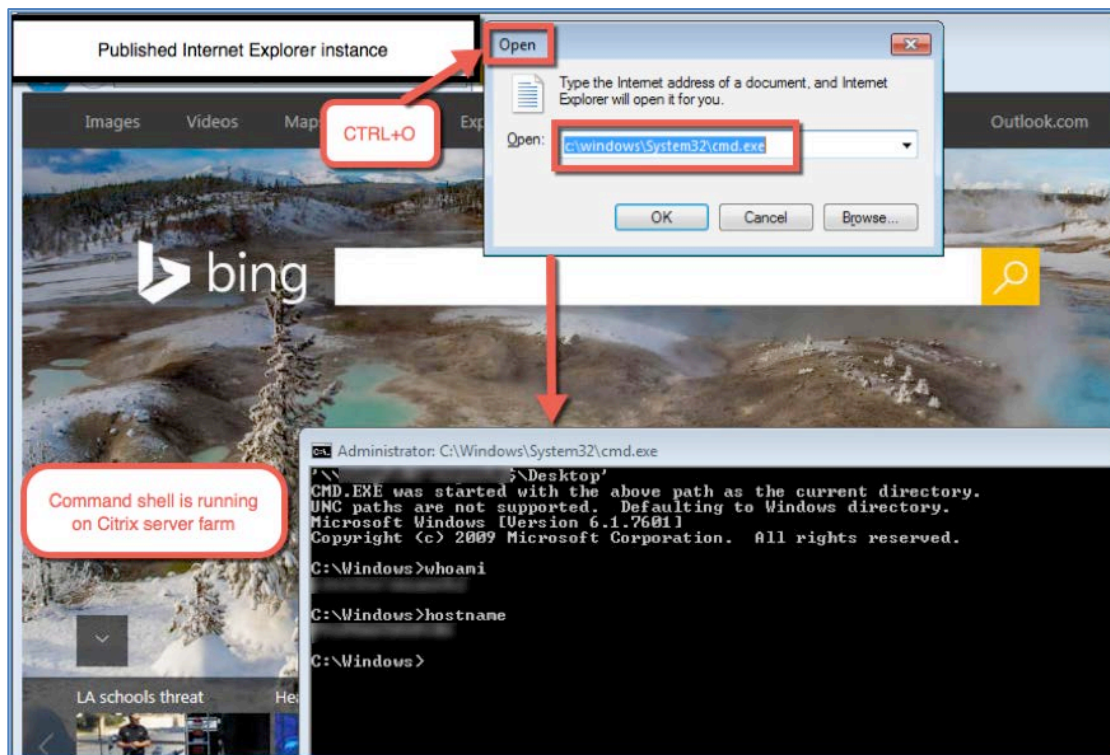 Published Internet Explorer instance
Open
Type the Internet address of a document, and Internet
Explorer will open it for you.
Images Videos Maps
CTRL+O
Exp
Outlook.com
Open:
c:\windows\System32\cmd.exe
OK Cancel Browse...
bing
Administrator: C:\Windows\System32\cmd.exe
$\Desktop'
CMD.EXE was started with the above path as the current directory.
UNC paths are not supported. Defaulting to Windows directory.
Microsoft Windows [Version 6.1.7601]
Copyright (c) 2009 Microsoft Corporation. All rights reserved.
Command shell is running
on Citrix server farm
C:\Windows>whoami
C:\Windows>hostname
C:\Windows>
LA schools threat